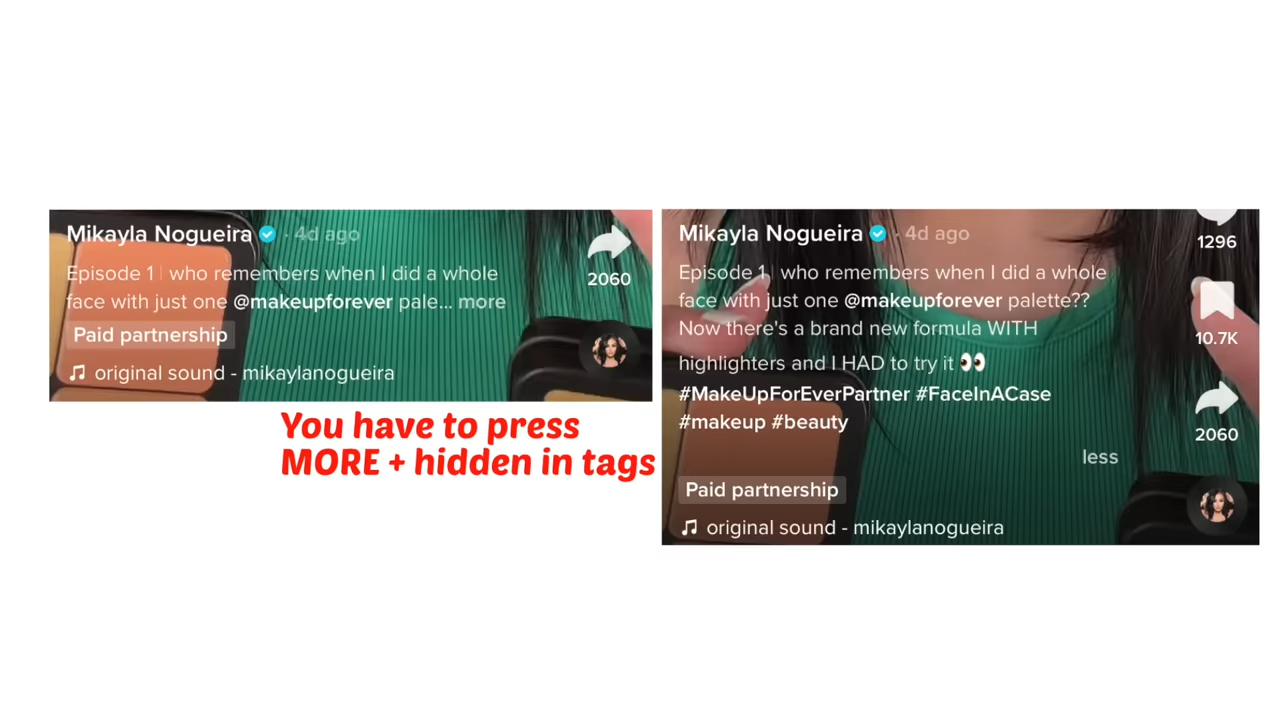 Mikayla Nogueira · 4d ago
Episode 1 | who remembers when I did a whole
face with just one @makeupforever pale... more
Paid partnership
original sound - mikaylanogueira
2060
You have to press
MORE + hidden in tags
Mikayla Nogueira · 4d ago
Episode 1 | who remembers when I did a whole
face with just one @makeupforever palette??
Now there's a brand new formula WITH
highlighters and I HAD to try it 👀
#MakeUpForEverPartner #FaceInACase
#makeup #beauty
less
Paid partnership
original sound - mikaylanogueira
1296
10.7K
2060